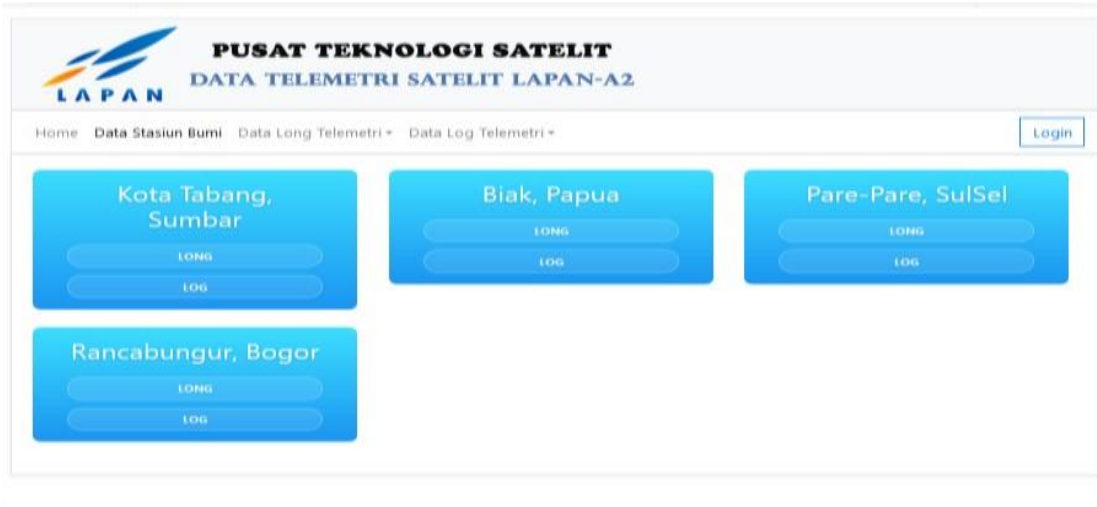 PUSAT TEKNOLOGI SATELIT
DATA TELEMETRI SATELIT LAPAN-A2
LAPAN
Home Data Stasiun Bumi Data Long Telemetri Data Log Telemetri Login
Kota Tabang,
Sumbar
LONG
LOG
Biak, Papua
LONG
LOG
Pare-Pare, SulSel
LONG
LOG
Rancabungur, Bogor
LONG
LOG